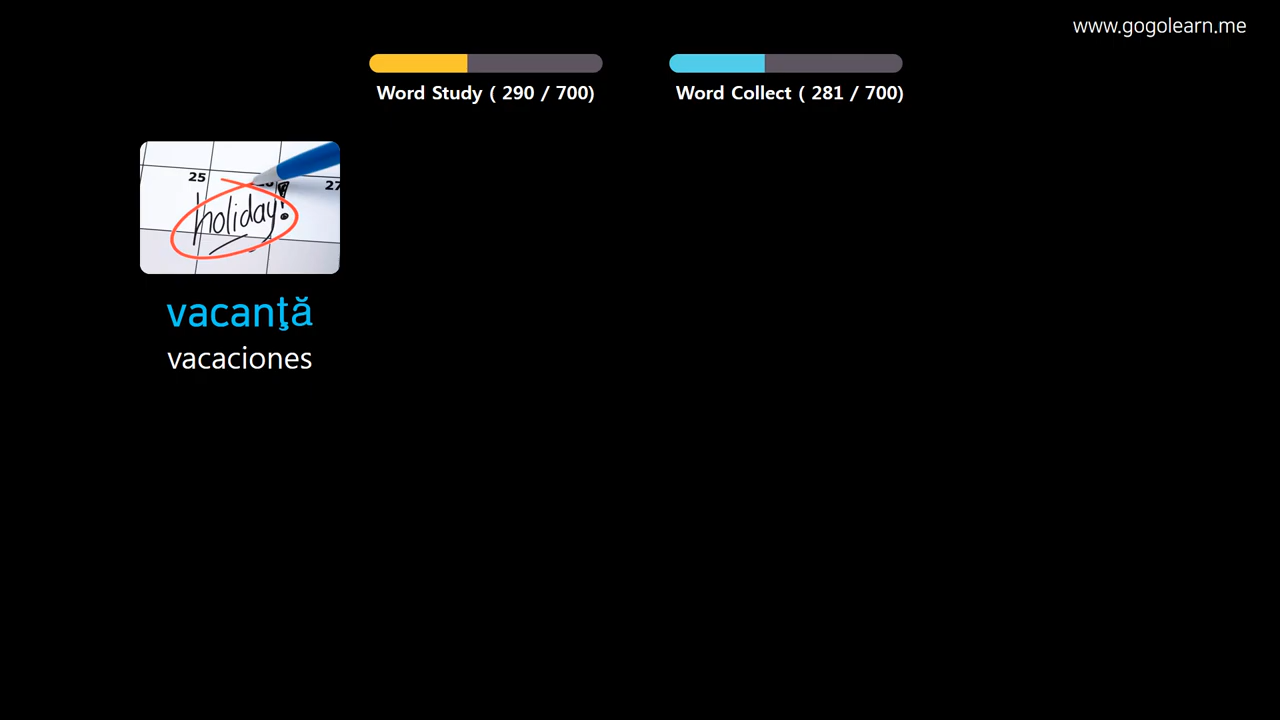 www.gogolearn.me
Word Study ( 290 / 700)
Word Collect ( 281 / 700)
25
27
holiday!
vacanţă
vacaciones